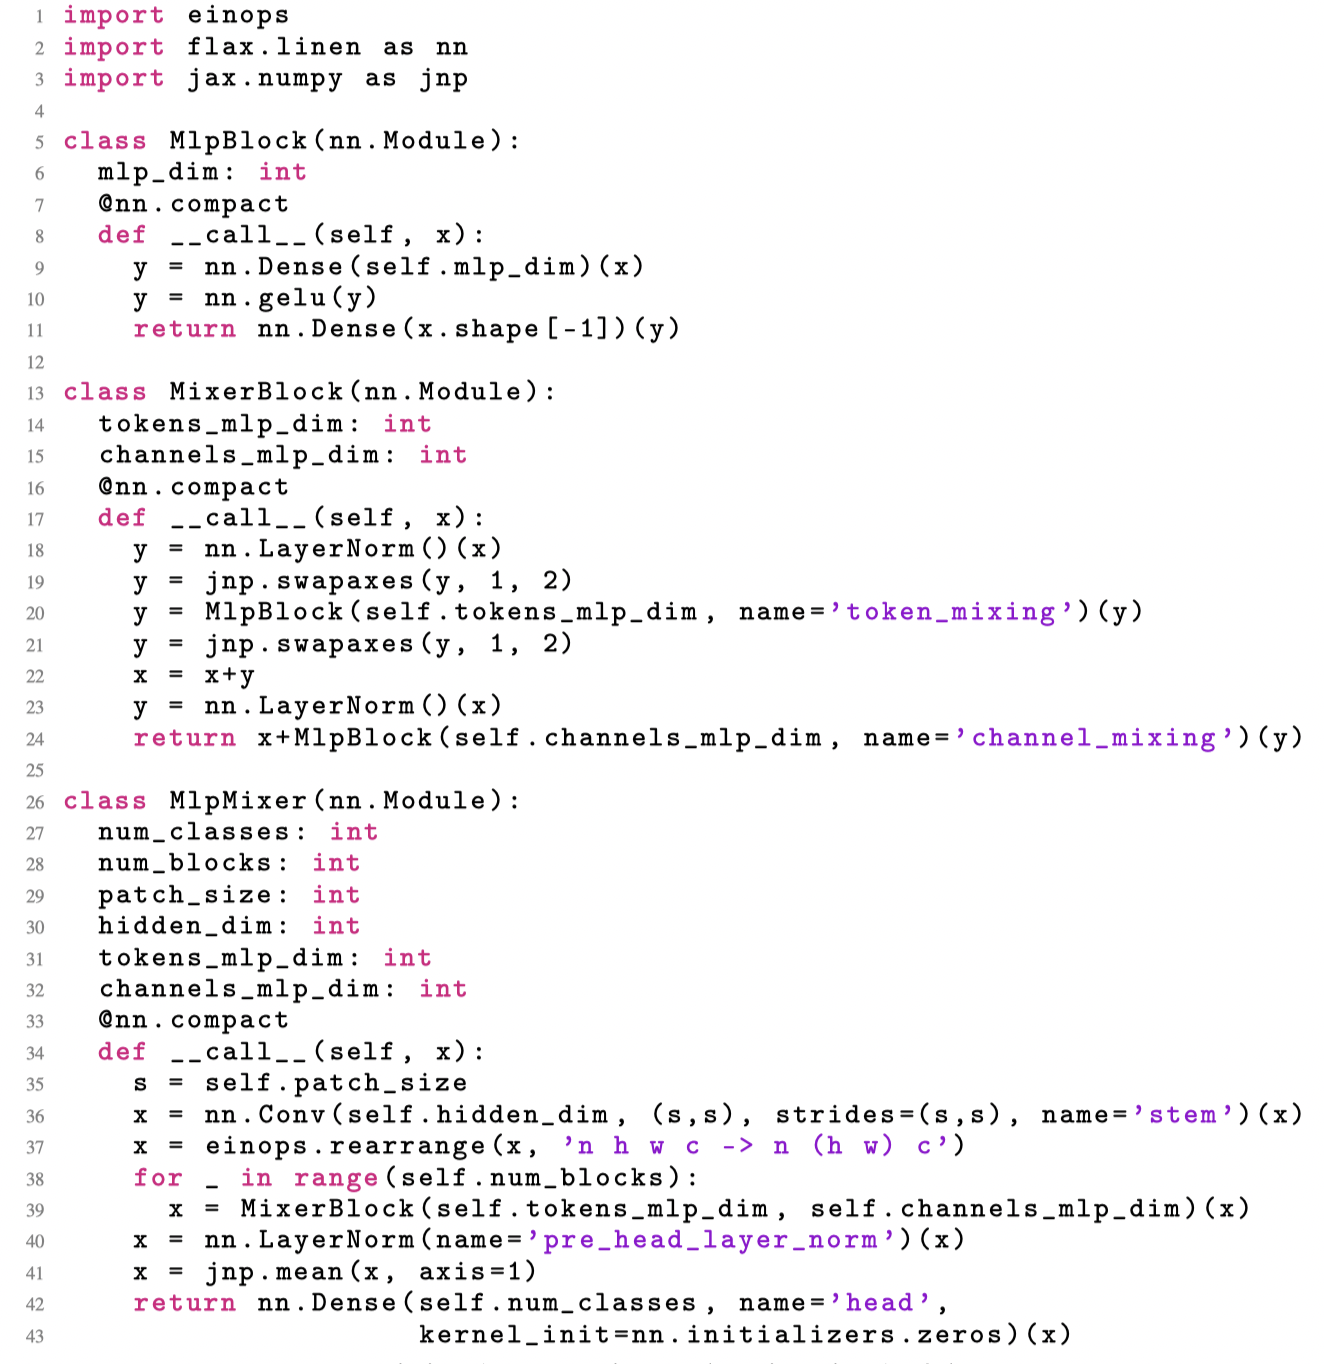 1 import einops
2 import flax.linen as nn
3 import jax.numpy as jnp
4
5 class MlpBlock(nn.Module):
6   mlp_dim: int
7   @nn.compact
8   def __call__(self, x):
9     y = nn.Dense(self.mlp_dim)(x)
10     y = nn.gelu(y)
11     return nn.Dense(x.shape[-1])(y)
12
13 class MixerBlock(nn.Module):
14   tokens_mlp_dim: int
15   channels_mlp_dim: int
16   @nn.compact
17   def __call__(self, x):
18     y = nn.LayerNorm()(x)
19     y = jnp.swapaxes(y, 1, 2)
20     y = MlpBlock(self.tokens_mlp_dim, name=’token_mixing’)(y)
21     y = jnp.swapaxes(y, 1, 2)
22     x = x+y
23     y = nn.LayerNorm()(x)
24     return x+MlpBlock(self.channels_mlp_dim, name=’channel_mixing’)(y)
25
26 class MlpMixer(nn.Module):
27   num_classes: int
28   num_blocks: int
29   patch_size: int
30   hidden_dim: int
31   tokens_mlp_dim: int
32   channels_mlp_dim: int
33   @nn.compact
34   def __call__(self, x):
35     s = self.patch_size
36     x = nn.Conv(self.hidden_dim, (s,s), strides=(s,s), name=’stem’)(x)
37     x = einops.rearrange(x, ’n h w c -> n (h w) c’)
38     for _ in range(self.num_blocks):
39       x = MixerBlock(self.tokens_mlp_dim, self.channels_mlp_dim)(x)
40     x = nn.LayerNorm(name=’pre_head_layer_norm’)(x)
41     x = jnp.mean(x, axis=1)
42     return nn.Dense(self.num_classes, name=’head’,
43                     kernel_init=nn.initializers.zeros)(x)